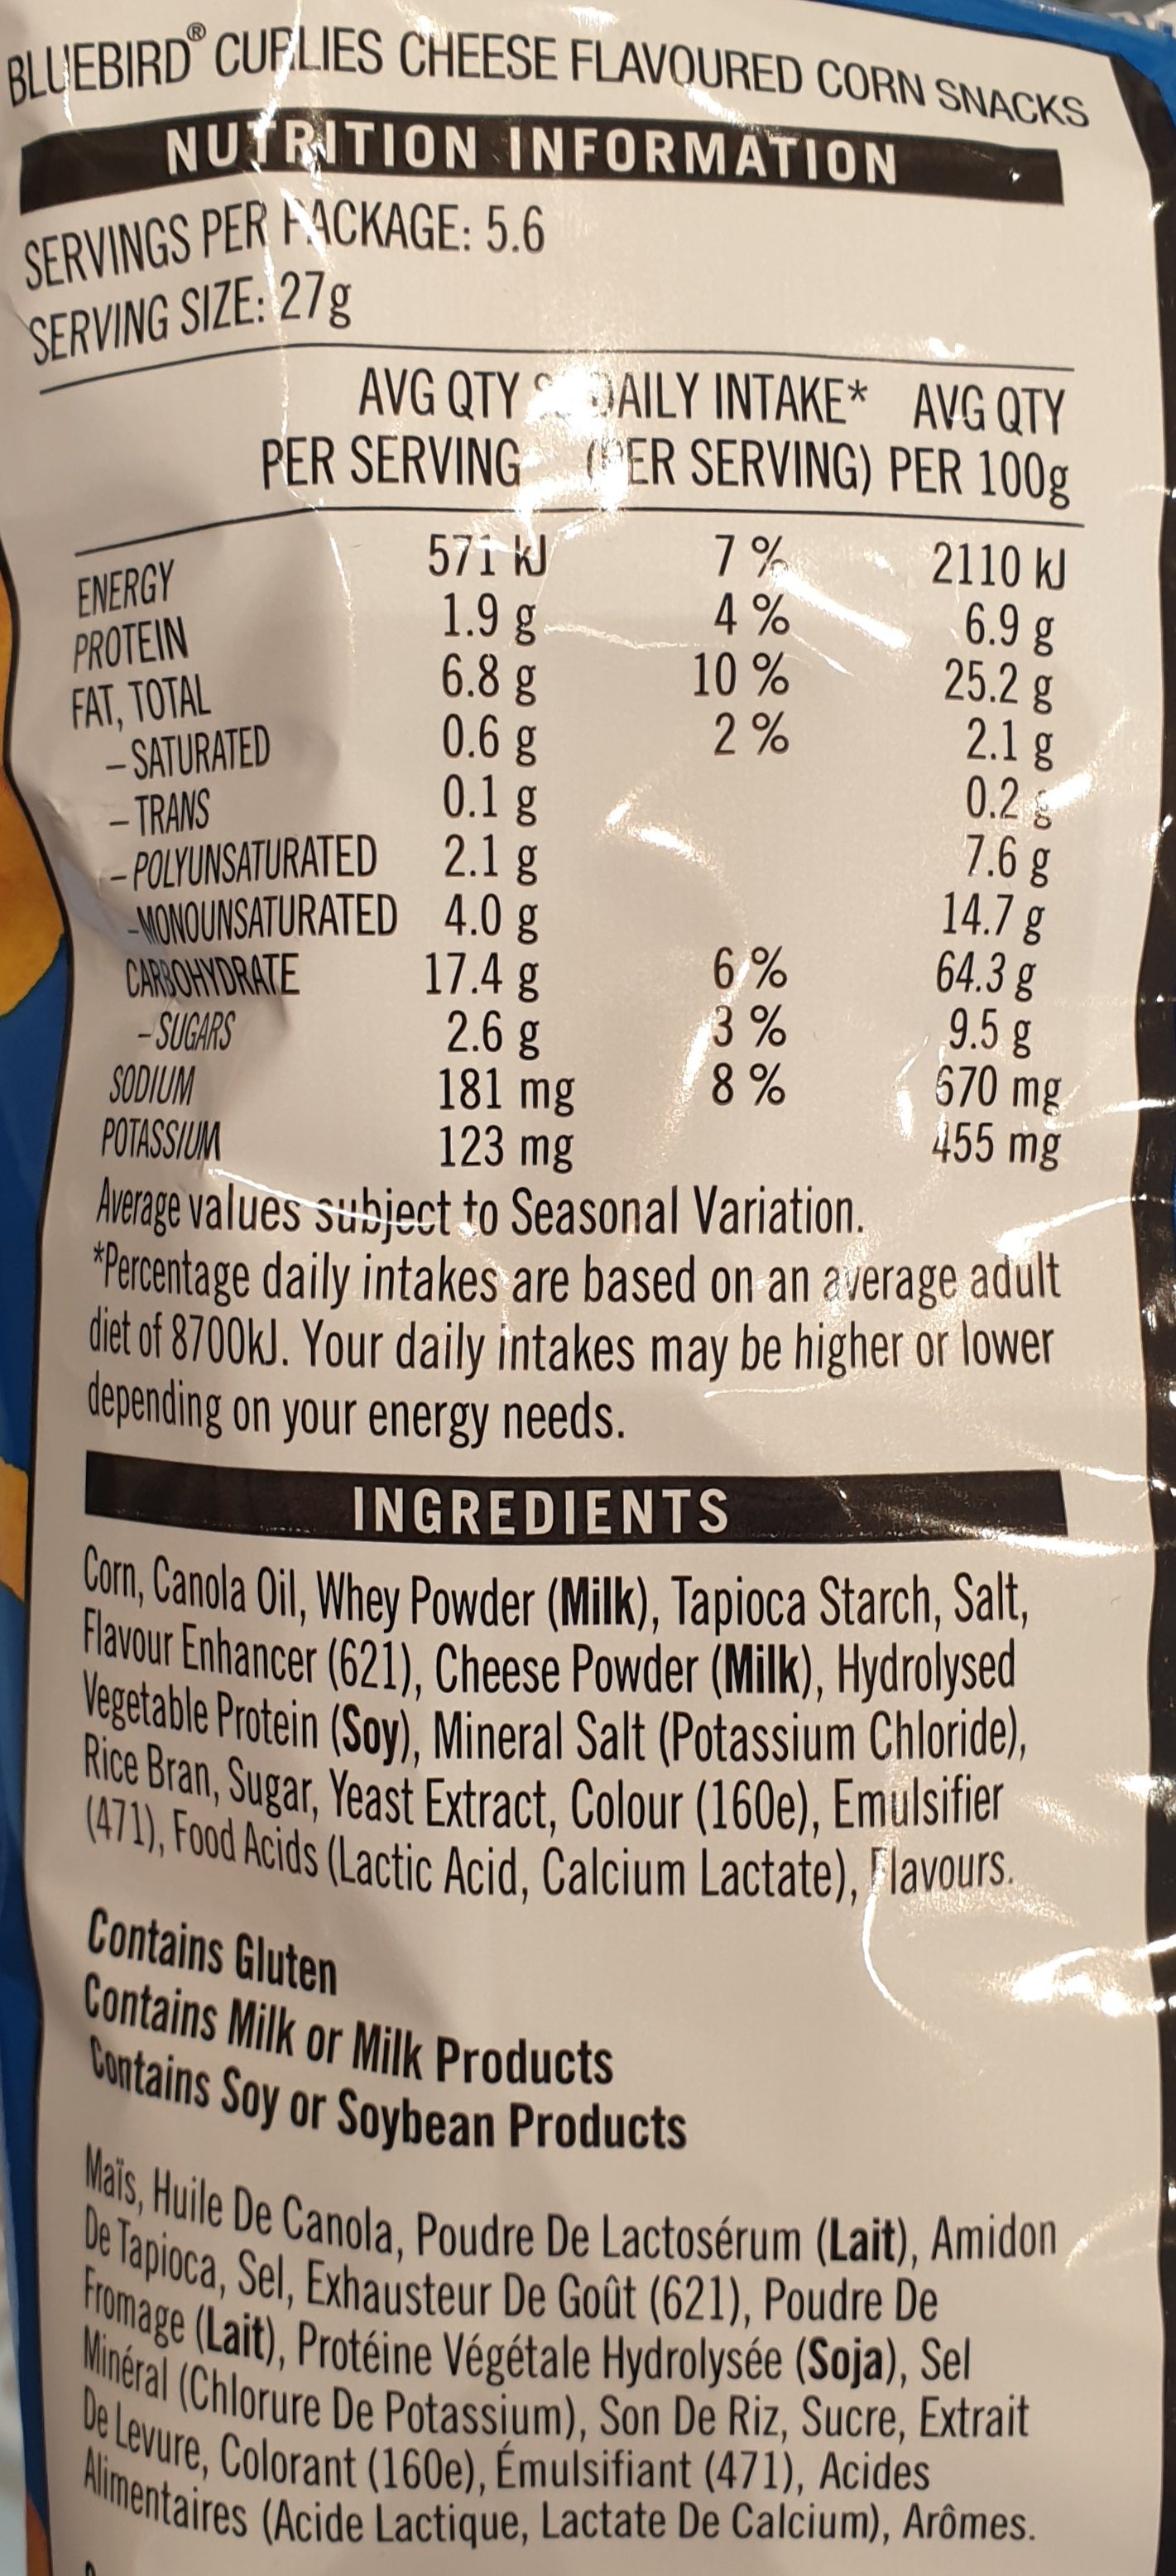 BLUEBIRD® CURLIES CHEESE FLAVOURED CORN SNACKS
NUTRITION INFORMATION
SERVINGS PER PACKAGE: 5.6
SERVING SIZE: 27g
AVG QTY % DAILY INTAKE* AVG QTY
PER SERVING (PER SERVING) PER 100g
ENERGY 571 kJ 7 % 2110 kJ
PROTEIN 1.9 g 4 % 6.9 g
FAT, TOTAL 6.8 g 10 % 25.2 g
– SATURATED 0.6 g 2 % 2.1 g
– TRANS 0.1 g 0.2 g
– POLYUNSATURATED 2.1 g 7.6 g
– MONOUNSATURATED 4.0 g 14.7 g
CARBOHYDRATE 17.4 g 6 % 64.3 g
– SUGARS 2.6 g 3 % 9.5 g
SODIUM 181 mg 8 % 670 mg
POTASSIUM 123 mg 455 mg
Average values subject to Seasonal Variation.
*Percentage daily intakes are based on an average adult
diet of 8700kJ. Your daily intakes may be higher or lower
depending on your energy needs.
INGREDIENTS
Corn, Canola Oil, Whey Powder (Milk), Tapioca Starch, Salt,
Flavour Enhancer (621), Cheese Powder (Milk), Hydrolysed
Vegetable Protein (Soy), Mineral Salt (Potassium Chloride),
Rice Bran, Sugar, Yeast Extract, Colour (160e), Emulsifier
(471), Food Acids (Lactic Acid, Calcium Lactate), Flavours.
Contains Gluten
Contains Milk or Milk Products
Contains Soy or Soybean Products
Maïs, Huile De Canola, Poudre De Lactosérum (Lait), Amidon
De Tapioca, Sel, Exhausteur De Goût (621), Poudre De
Fromage (Lait), Protéine Végétale Hydrolysée (Soja), Sel
Minéral (Chlorure De Potassium), Son De Riz, Sucre, Extrait
De Levure, Colorant (160e), Émulsifiant (471), Acides
Alimentaires (Acide Lactique, Lactate De Calcium), Arômes.